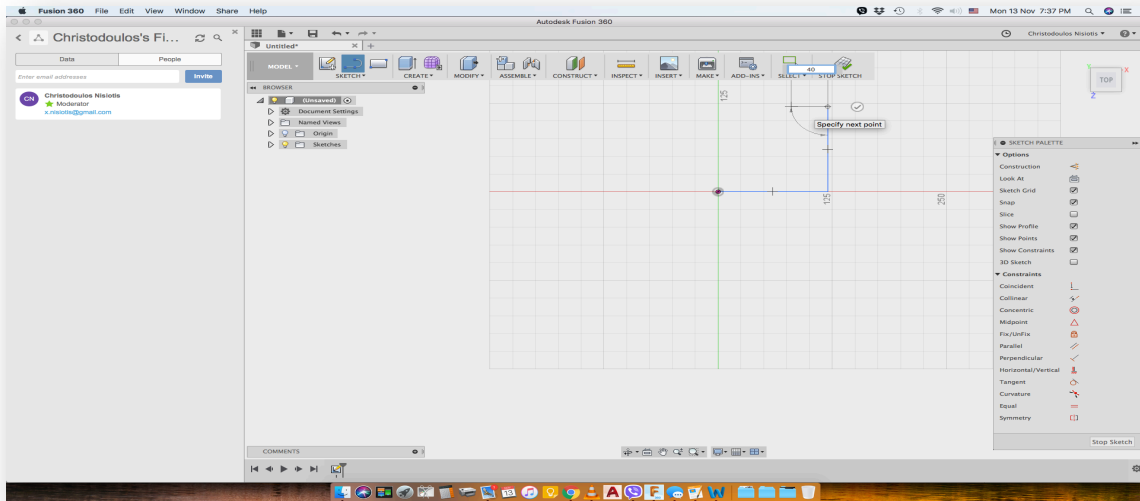 Fusion 360 File Edit View Window Share Help Mon 13 Nov 7:37 PM
Autodesk Fusion 360
Christodoulos's Fi...
Christodoulos Nisiotis
Untitled*
Data People
Enter email addresses Invite
CN Christodoulos Nisiotis
Moderator
x.nisiotis@gmail.com
MODEL SKETCH CREATE MODIFY ASSEMBLE CONSTRUCT INSPECT INSERT MAKE ADD-INS SELECT STOP SKETCH
40
TOP
X
Z
BROWSER
(Unsaved)
Document Settings
Named Views
Origin
Sketches
125
Specify next point
125
250
SKETCH PALETTE
Options
Construction
Look At
Sketch Grid
Snap
Slice
Show Profile
Show Points
Show Constraints
3D Sketch
Constraints
Coincident
Collinear
Concentric
Midpoint
Fix/UnFix
Parallel
Perpendicular
Horizontal/Vertical
Tangent
Curvature
Equal
Symmetry
Stop Sketch
COMMENTS